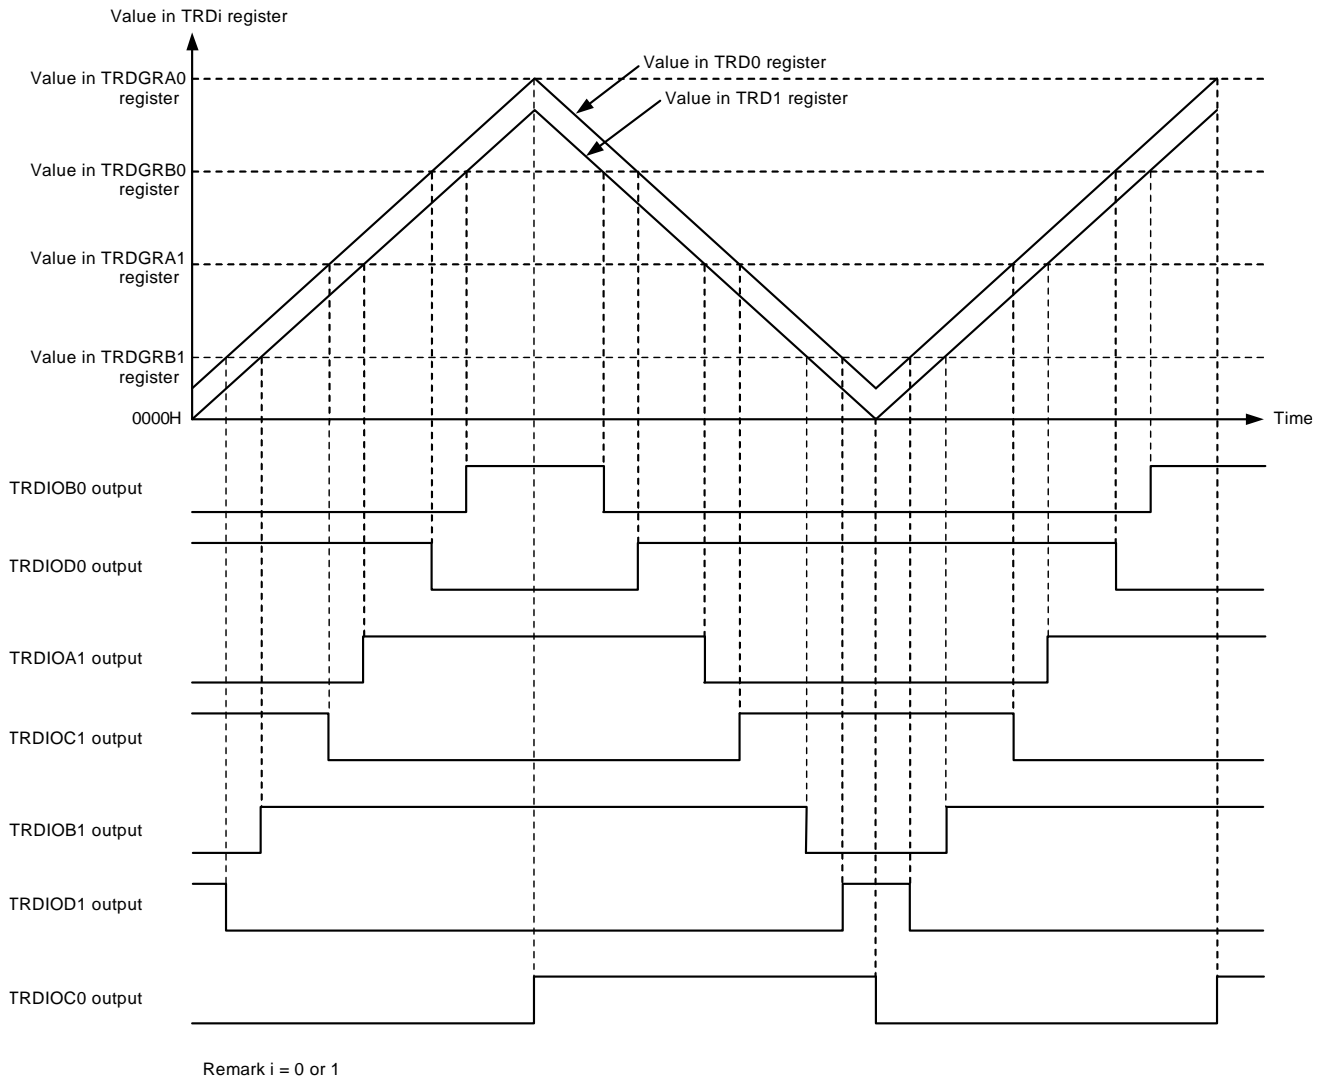 Value in TRDi register
Value in TRDGRA0
register
Value in TRD0 register
Value in TRD1 register
Value in TRDGRB0
register
Value in TRDGRA1
register
Value in TRDGRB1
register
0000H
Time
TRDIOB0 output
TRDIOD0 output
TRDIOA1 output
TRDIOC1 output
TRDIOB1 output
TRDIOD1 output
TRDIOC0 output
Remark i = 0 or 1